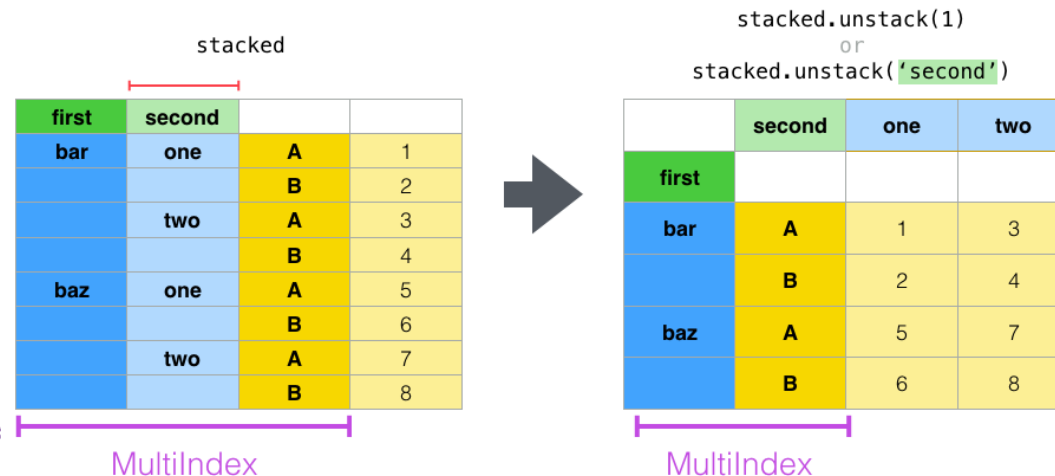 stacked
first second
bar one A 1
B 2
two A 3
B 4
baz one A 5
B 6
two A 7
B 8
MultiIndex
stacked.unstack(1)
or
stacked.unstack(‘second’)
second one two
first
bar A 1 3
B 2 4
baz A 5 7
B 6 8
MultiIndex